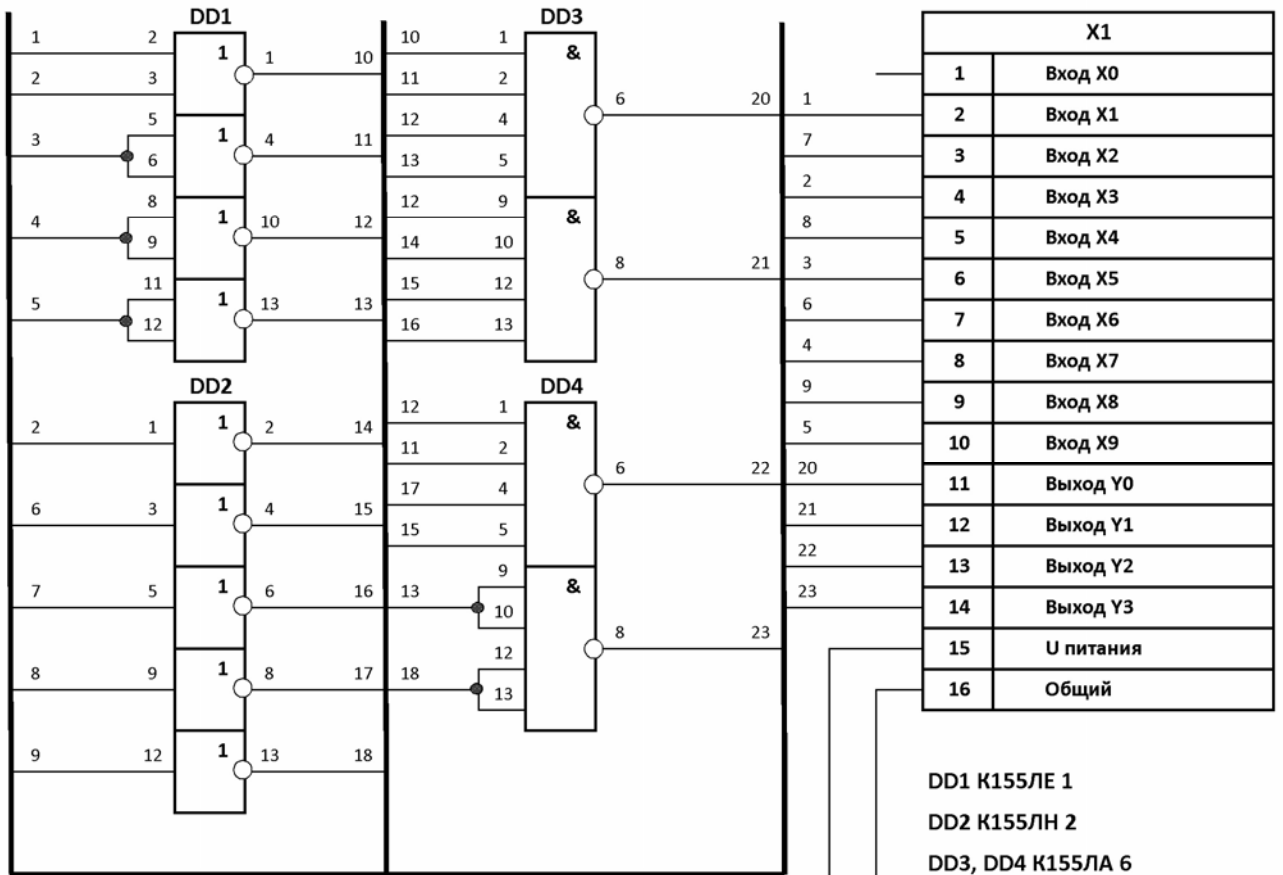 DD1
1 2 1 1 10
2 3
5
3 1 4 11
6
8
4 1 10 12
9
11
5 1 13 13
12
DD2
2 1 1 2 14
6 3 1 4 15
7 5 1 6 16
8 9 1 8 17
9 12 1 13 18
DD3
10 1 &
11 2
6 20
12 4
13 5
12 9 &
14 10
8 21
15 12
16 13
DD4
12 1 &
11 2
6 22
17 4
15 5
9 &
13
10
8 23
12
18
13
X1
1 Вход X0
1 2 Вход X1
7 3 Вход X2
2 4 Вход X3
8 5 Вход X4
3 6 Вход X5
6 7 Вход X6
4 8 Вход X7
9 9 Вход X8
5 10 Вход X9
20 11 Выход Y0
21 12 Выход Y1
22 13 Выход Y2
23 14 Выход Y3
15 U питания
16 Общий
DD1 К155ЛЕ 1
DD2 К155ЛН 2
DD3, DD4 К155ЛА 6